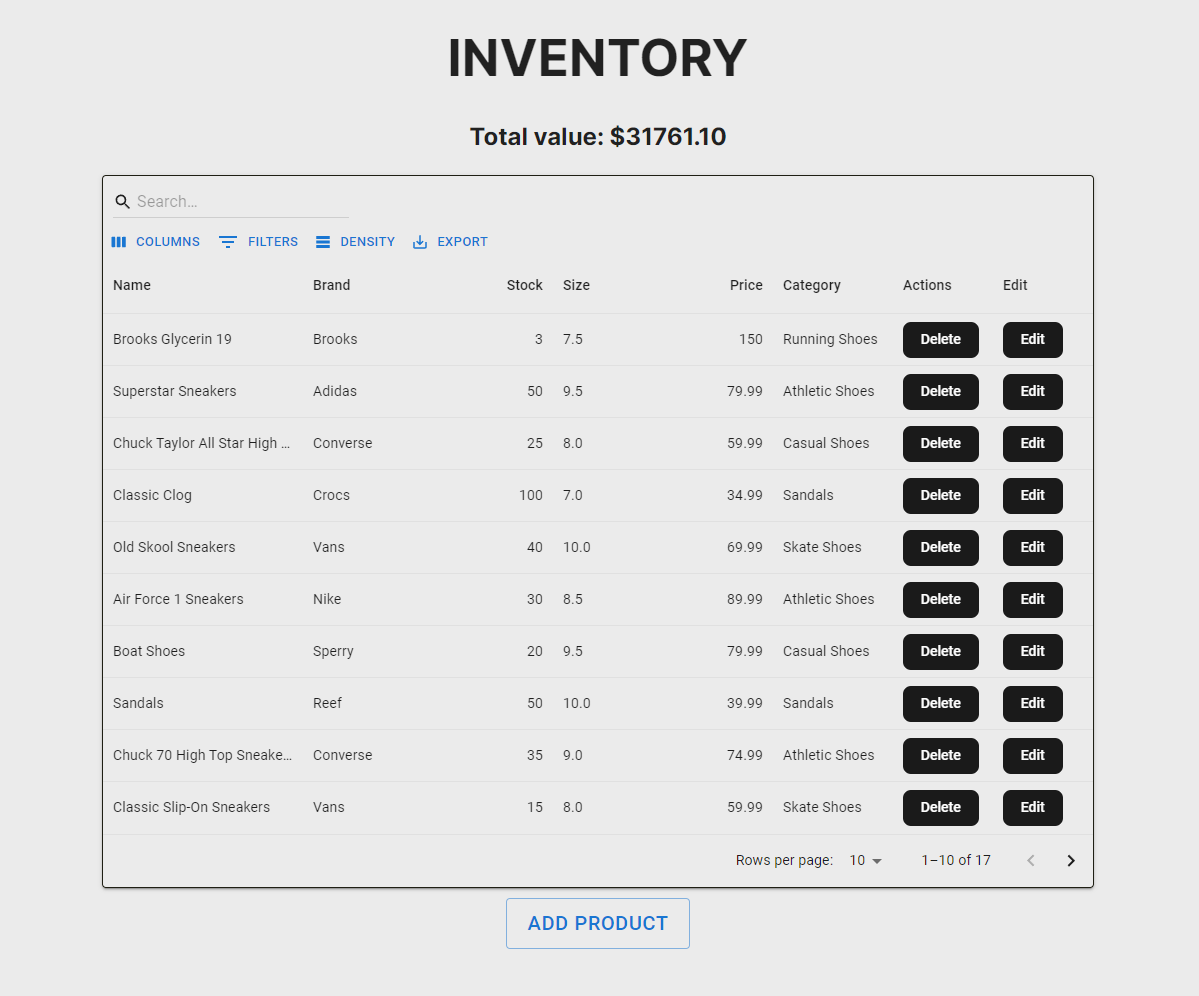 INVENTORY
Total value: $31761.10
Search...
COLUMNS FILTERS DENSITY EXPORT
Name Brand Stock Size Price Category Actions Edit
Brooks Glycerin 19 Brooks 3 7.5 150 Running Shoes Delete Edit
Superstar Sneakers Adidas 50 9.5 79.99 Athletic Shoes Delete Edit
Chuck Taylor All Star High ... Converse 25 8.0 59.99 Casual Shoes Delete Edit
Classic Clog Crocs 100 7.0 34.99 Sandals Delete Edit
Old Skool Sneakers Vans 40 10.0 69.99 Skate Shoes Delete Edit
Air Force 1 Sneakers Nike 30 8.5 89.99 Athletic Shoes Delete Edit
Boat Shoes Sperry 20 9.5 79.99 Casual Shoes Delete Edit
Sandals Reef 50 10.0 39.99 Sandals Delete Edit
Chuck 70 High Top Sneake... Converse 35 9.0 74.99 Athletic Shoes Delete Edit
Classic Slip-On Sneakers Vans 15 8.0 59.99 Skate Shoes Delete Edit
Rows per page: 10 1–10 of 17
ADD PRODUCT